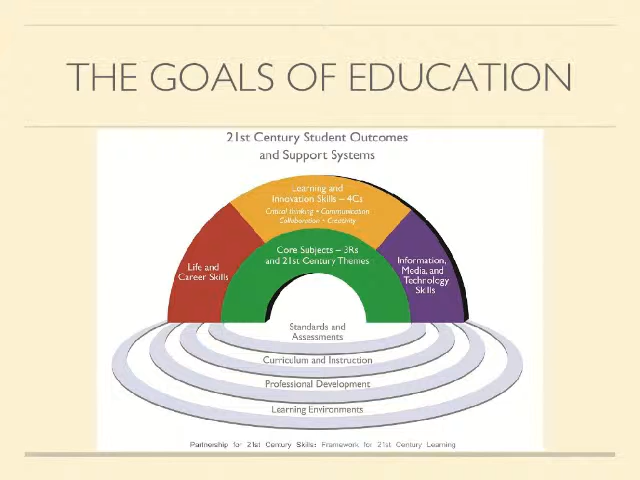 THE GOALS OF EDUCATION
21st Century Student Outcomes
and Support Systems
Learning and
Innovation Skills – 4Cs
Critical thinking • Communication
Collaboration • Creativity
Core Subjects – 3Rs
and 21st Century Themes
Life and
Career Skills
Information,
Media, and
Technology
Skills
Standards and
Assessments
Curriculum and Instruction
Professional Development
Learning Environments
Partnership for 21st Century Skills: Framework for 21st Century Learning